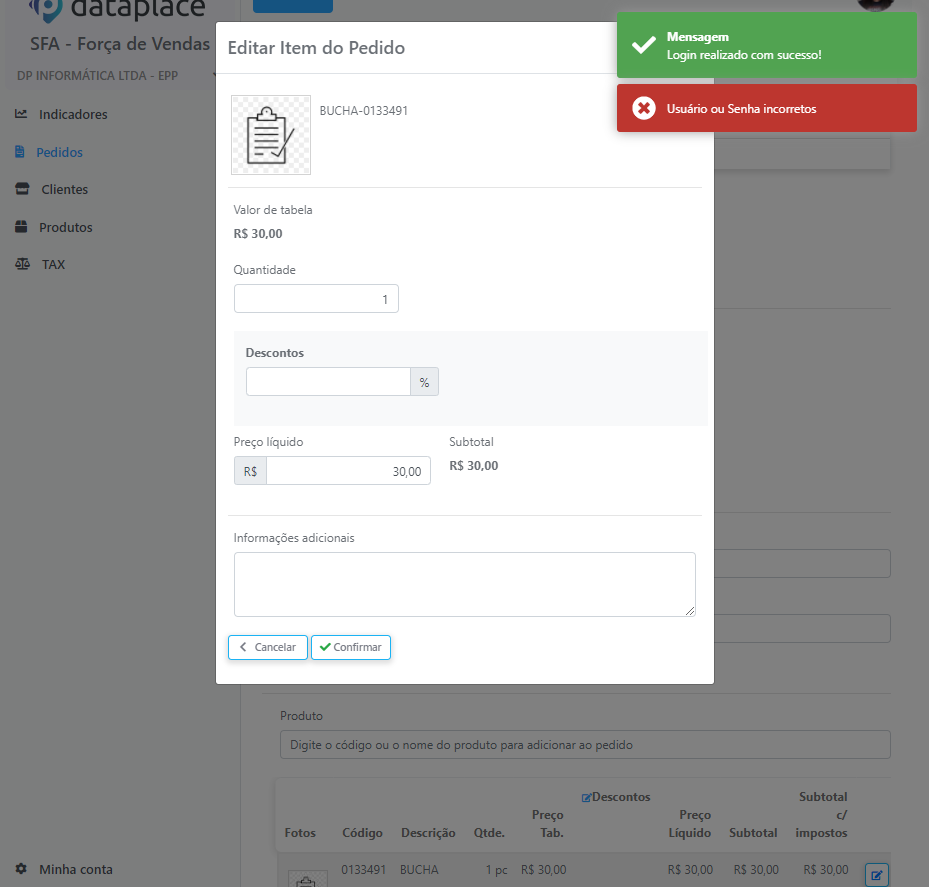 dataplace
SFA - Força de Vendas
DP INFORMÁTICA LTDA - EPP
Indicadores
Pedidos
Clientes
Produtos
TAX
Minha conta
Editar Item do Pedido
Mensagem
Login realizado com sucesso!
Usuário ou Senha incorretos
BUCHA-0133491
Valor de tabela
R$ 30,00
Quantidade
1
Descontos
%
Preço líquido
Subtotal
R$ 30,00
R$ 30,00
Informações adicionais
Cancelar
Confirmar
Produto
Digite o código ou o nome do produto para adicionar ao pedido
Fotos Código Descrição Qtde. Preço Tab. Descontos Preço Líquido Subtotal Subtotal c/ impostos
0133491 BUCHA 1 pc R$ 30,00 R$ 30,00 R$ 30,00 R$ 30,00